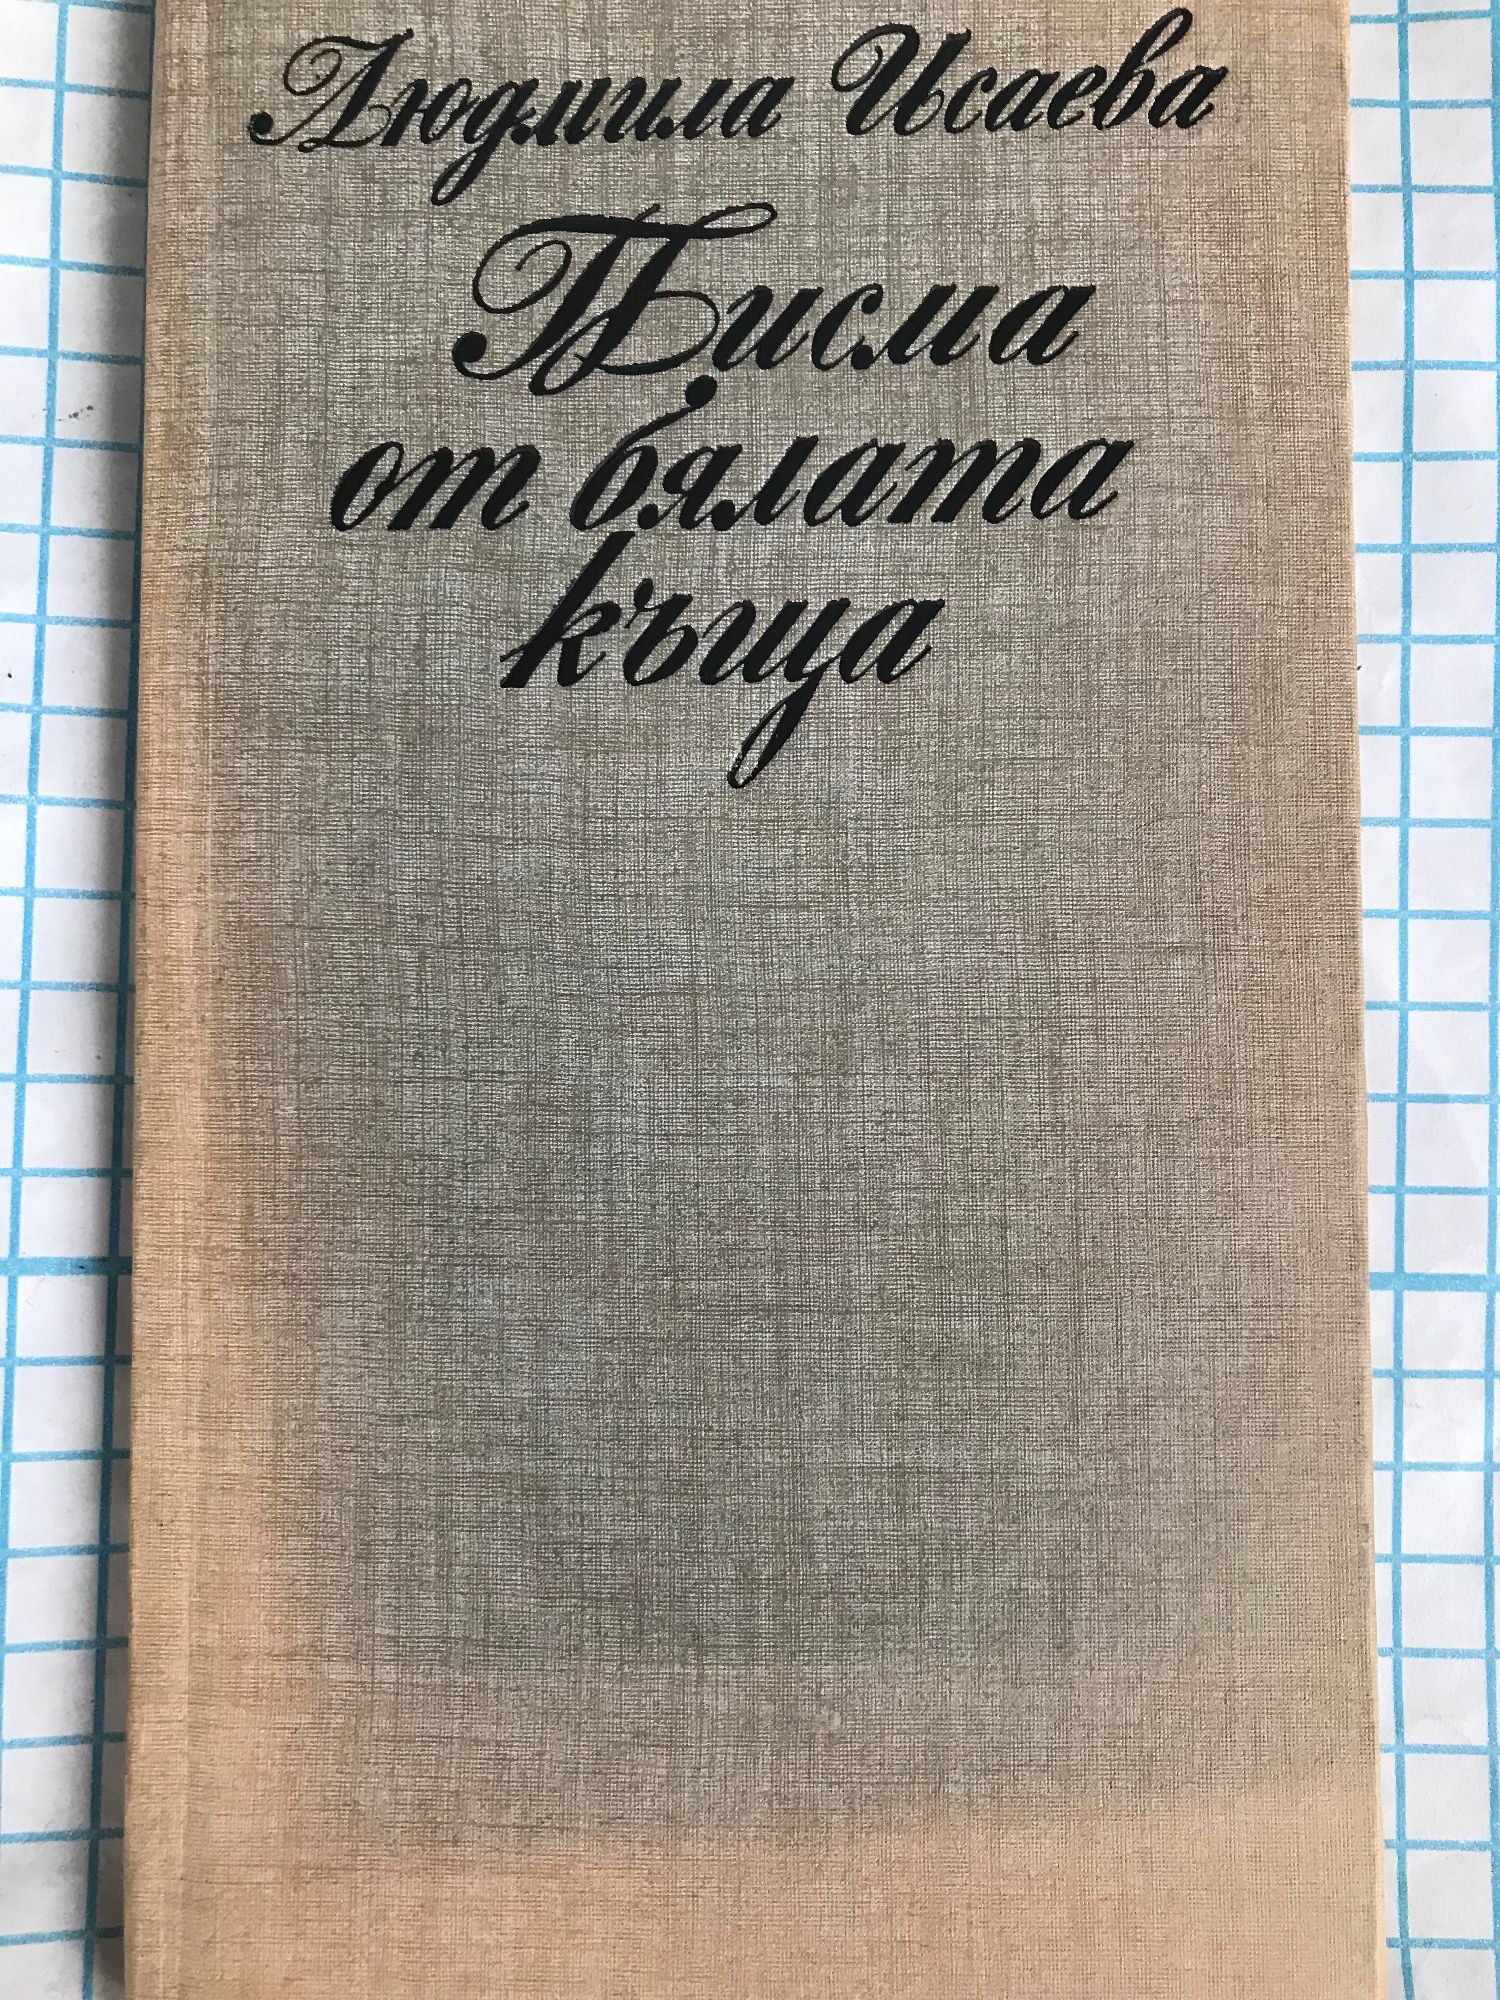 Людмила Исаева
Писма
от бялата
къща